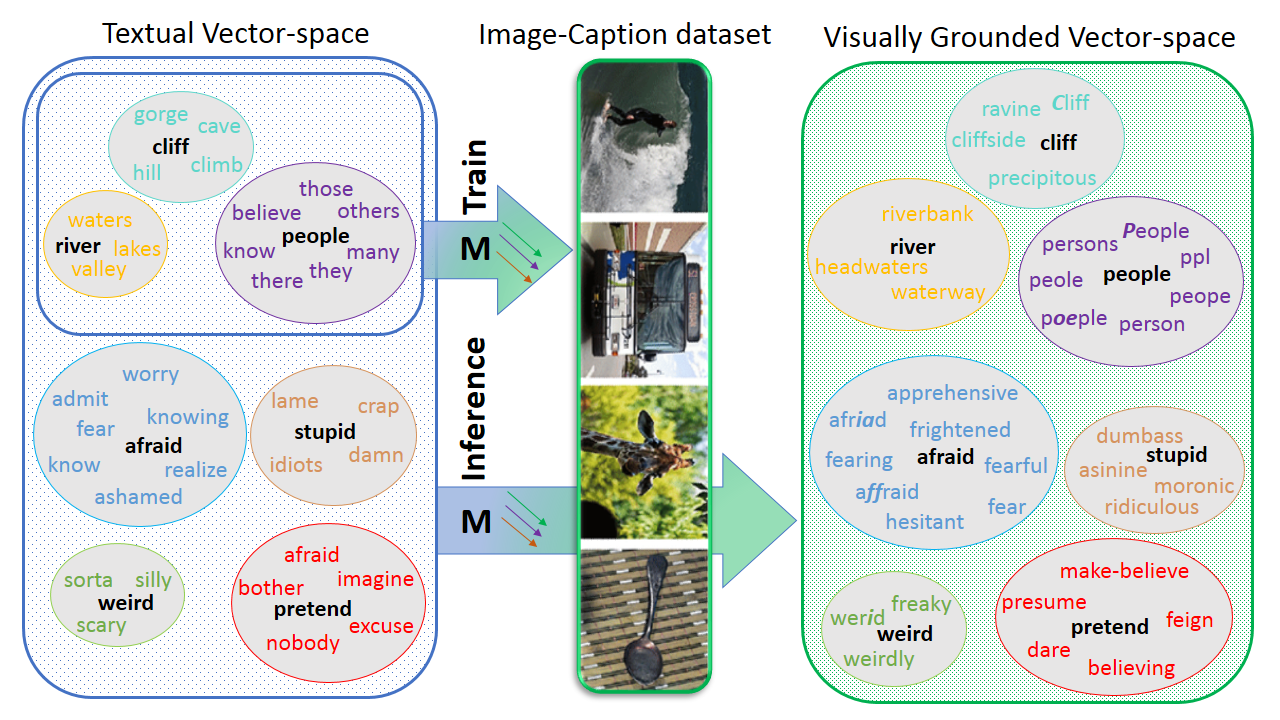 Textual Vector-space
Image-Caption dataset
Visually Grounded Vector-space
gorge
cave
cliff
hill
climb
waters
river
lakes
valley
those
believe
others
people
know
many
there
they
worry
admit
knowing
fear
afraid
know
realize
ashamed
lame
crap
stupid
idiots
damn
sorta
silly
weird
scary
afraid
bother
imagine
pretend
excuse
nobody
Train
M
Inference
M
ravine
Cliff
cliffside
cliff
precipitous
riverbank
river
headwaters
waterway
People
persons
ppl
peole
people
peope
poeple
person
apprehensive
afriad
frightened
fearing
afraid
fearful
affraid
fear
hesitant
dumbass
stupid
asinine
moronic
ridiculous
freaky
werid
weird
weirdly
make-believe
presume
feign
pretend
dare
believing